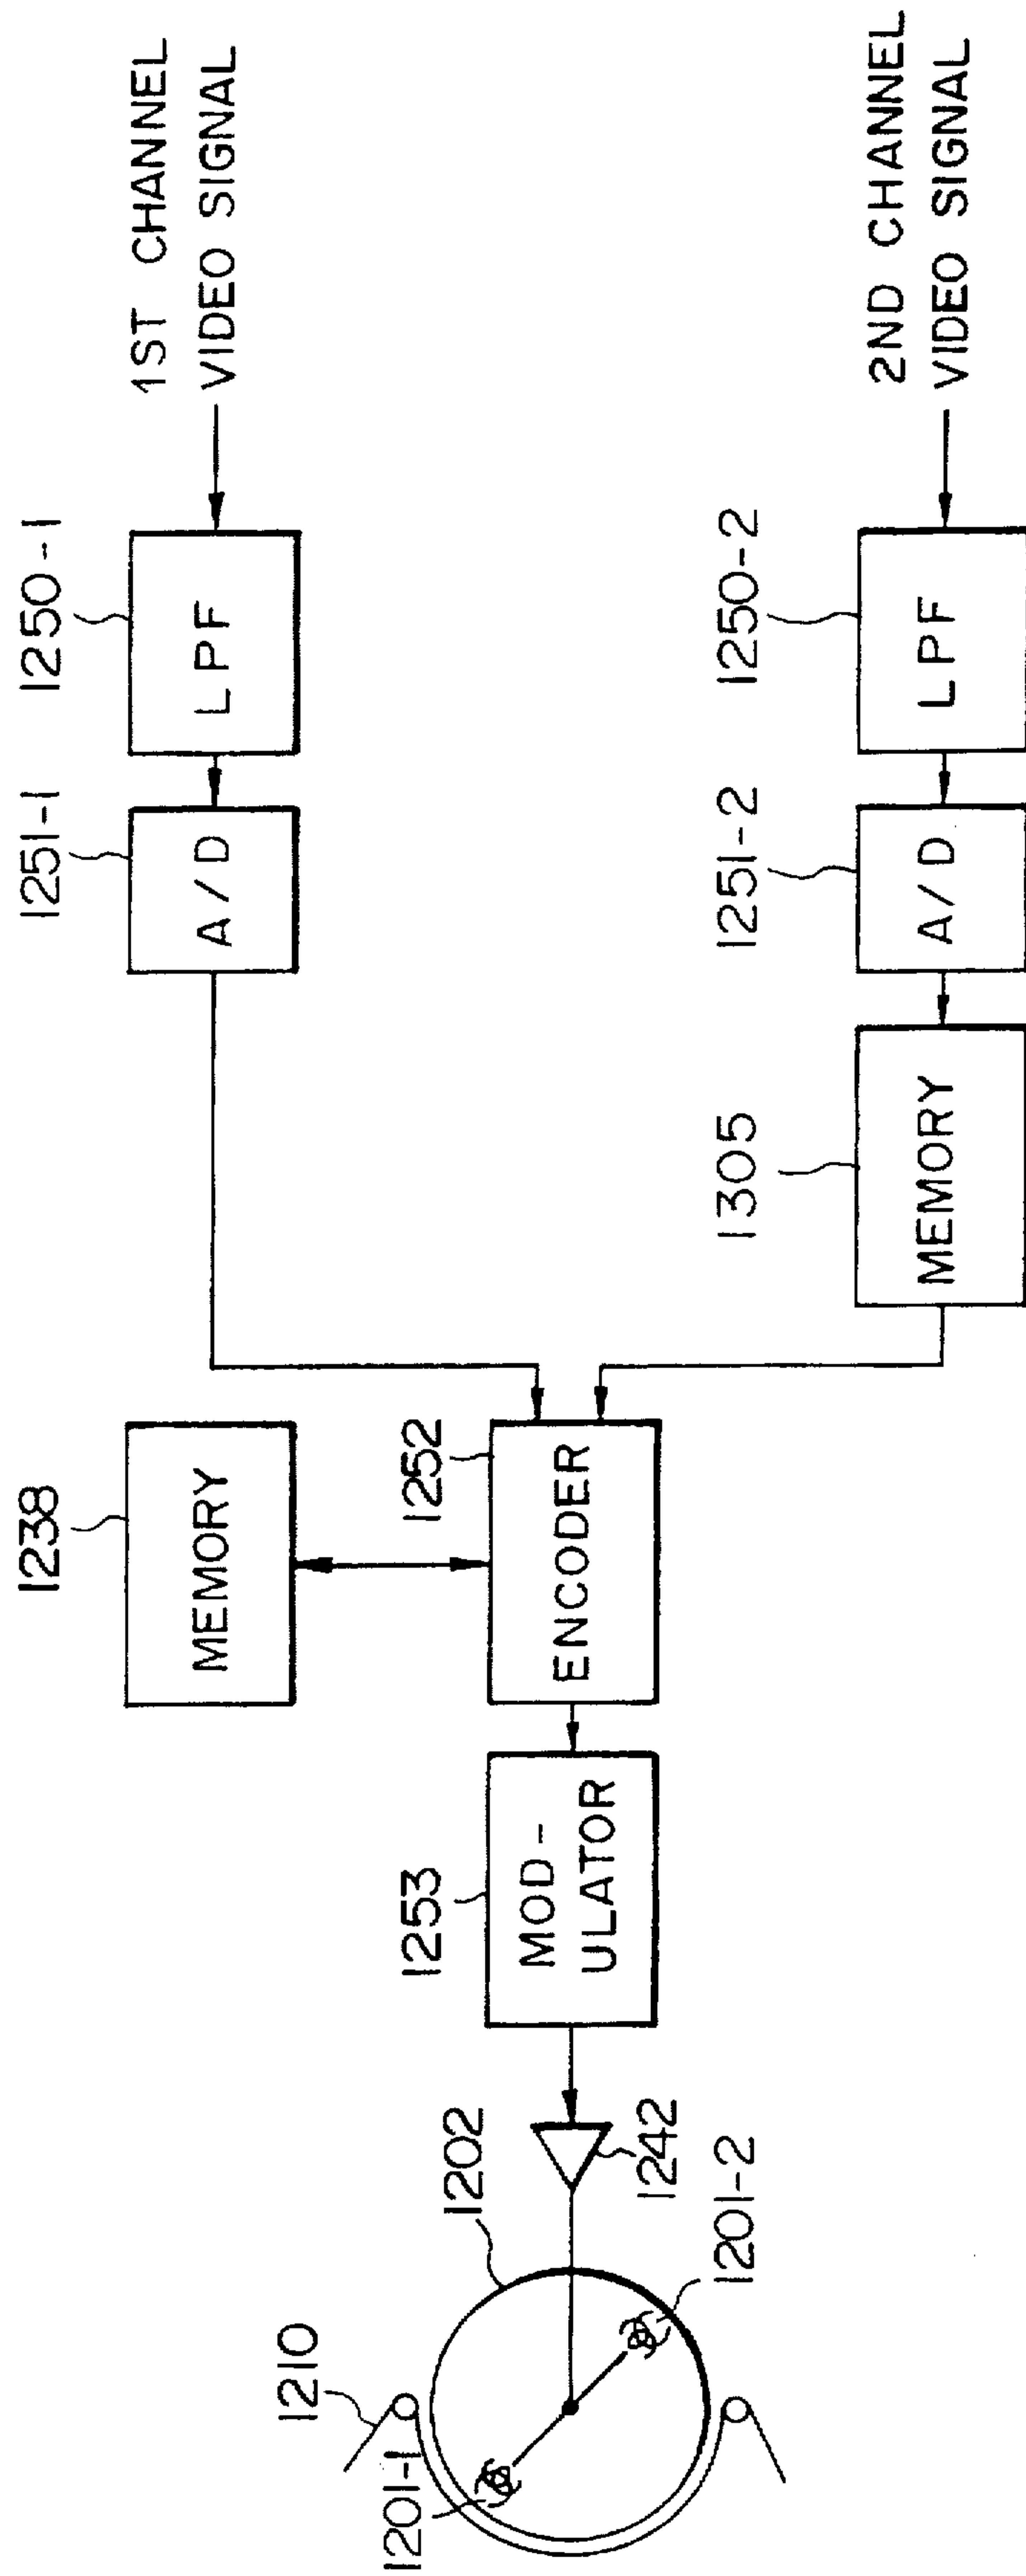 1ST CHANNEL
VIDEO SIGNAL
1250-1
LPF
1251-1
A/D
2ND CHANNEL
VIDEO SIGNAL
1250-2
LPF
1251-2
A/D
1305
MEMORY
1238
MEMORY
1252
ENCODER
1253
MOD-
ULATOR
1242
1202
1201-2
1210
1201-1